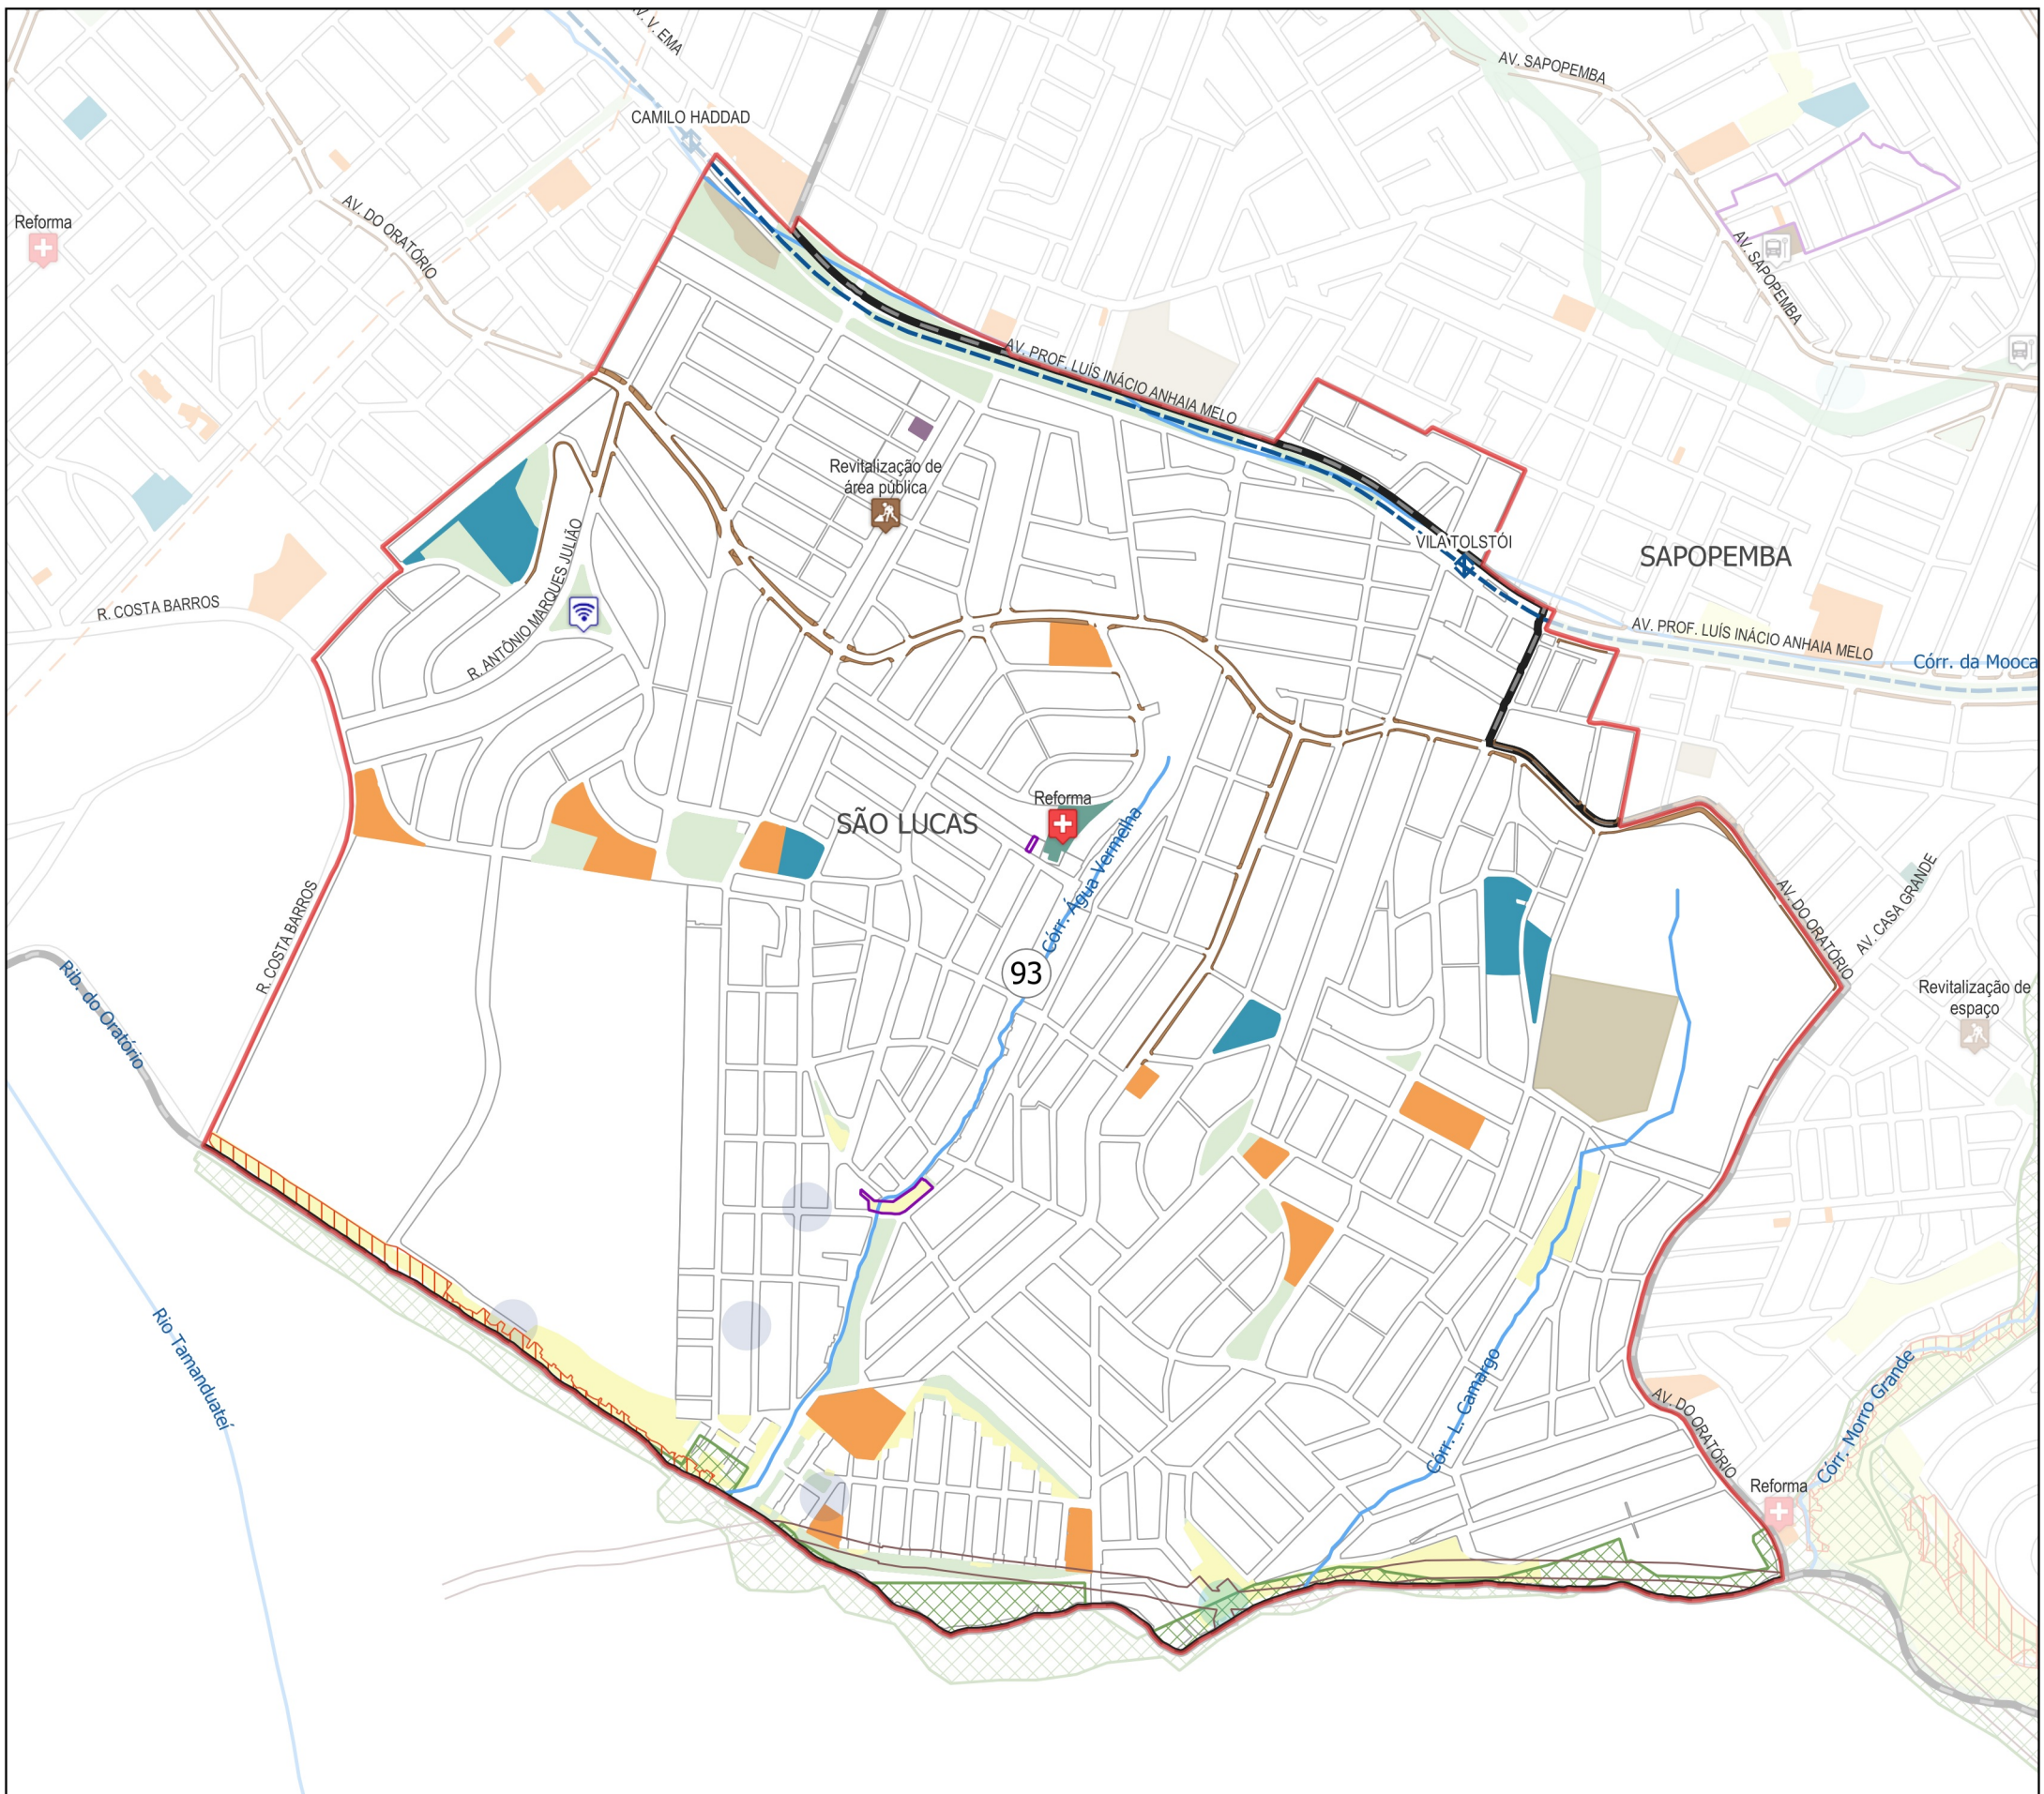 AV. V. EMA
AV. SAPOPEMBA
CAMILO HADDAD
Reforma
AV. DO ORATÓRIO
AV. SAPOPEMBA
AV. PROF. LUÍS INÁCIO ANHAIA MELO
Revitalização de
área pública
VILA TOLSTÓI
SAPOPEMBA
R. COSTA BARROS
R. ANTÔNIO MARQUES JULIÃO
AV. PROF. LUÍS INÁCIO ANHAIA MELO
Córr. da Mooca
Reforma
SÃO LUCAS
Córr. Água Vermelha
R. COSTA BARROS
AV. DO ORATÓRIO
AV. CASA GRANDE
93
Rib. do Oratório
Revitalização de
espaço
Rio Tamanduateí
Córr. L. Camargo
Córr. Morro Grande
AV. DO ORATÓRIO
Reforma